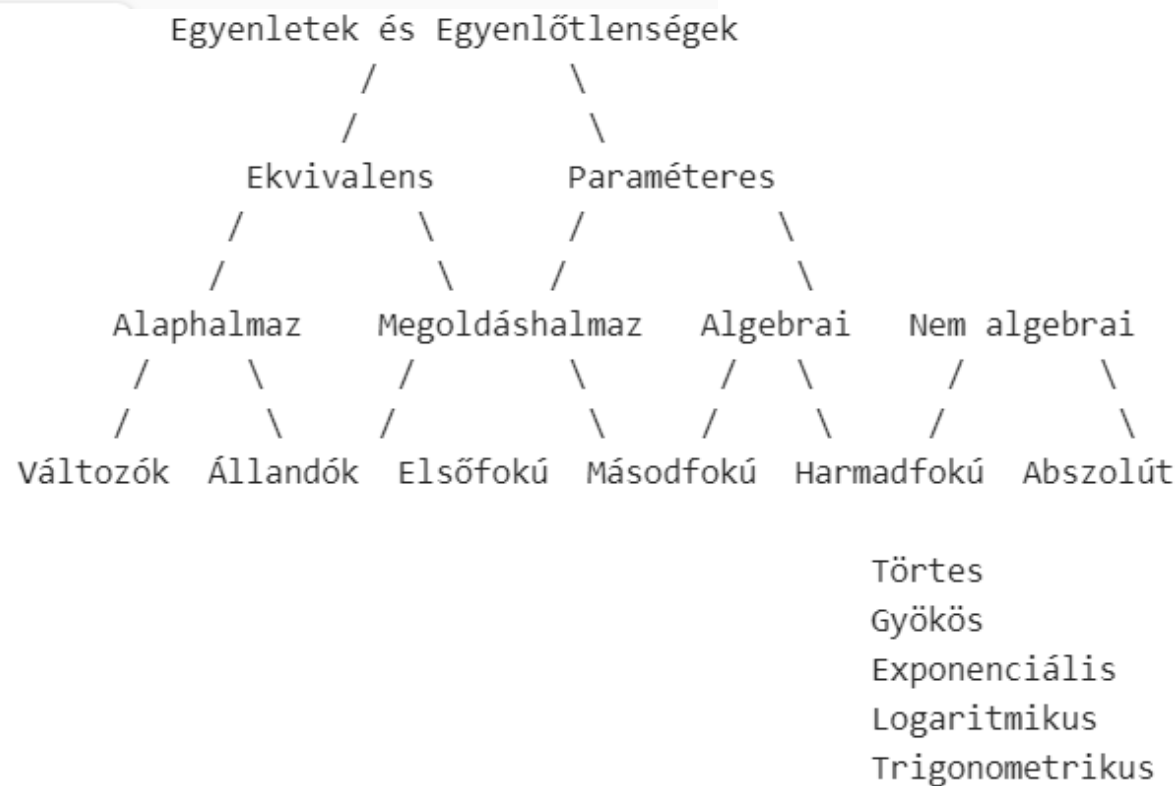 Egyenletek és Egyenlőtlenségek
/ \
/ \
Ekvivalens Paraméteres
/ \ / \
/ \ / \
Alaphalmaz Megoldáshalmaz Algebrai Nem algebrai
/ \ / \ / \ / \
/ \ / \ / \ / \
Változók Állandók Elsőfokú Másodfokú Harmadfokú Abszolút
Törtes
Gyökös
Exponenciális
Logaritmikus
Trigonometrikus